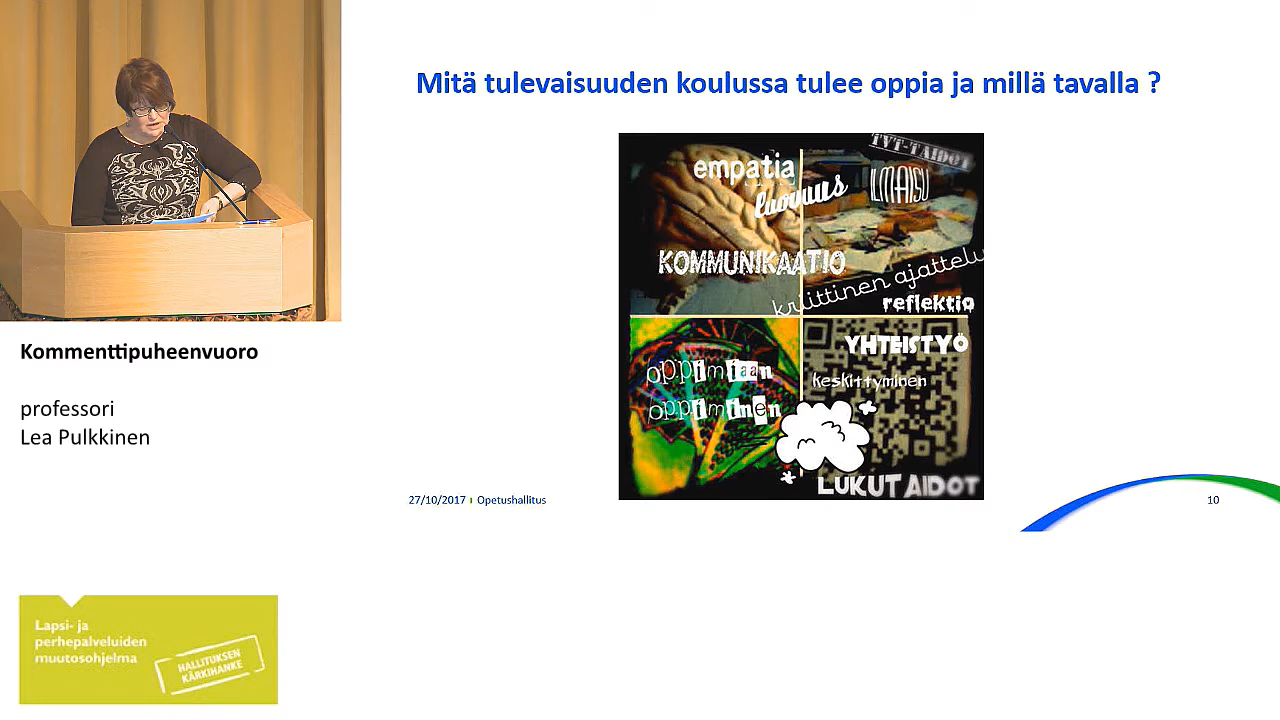 Mitä tulevaisuuden koulussa tulee oppia ja millä tavalla ?
TVT-TAIDOT
empatia
luovuus
ILMAISU
KOMMUNIKAATIO
kriittinen ajattelu
reflektio
YHTEISTYÖ
oppimaan
keskittyminen
oppiminen
LUKUTAIDOT
Kommenttipuheenvuoro
professori
Lea Pulkkinen
27/10/2017 Opetushallitus
10
Lapsi- ja
perhepalveluiden
muutosohjelma
HALLITUKSEN
KÄRKIHANKE